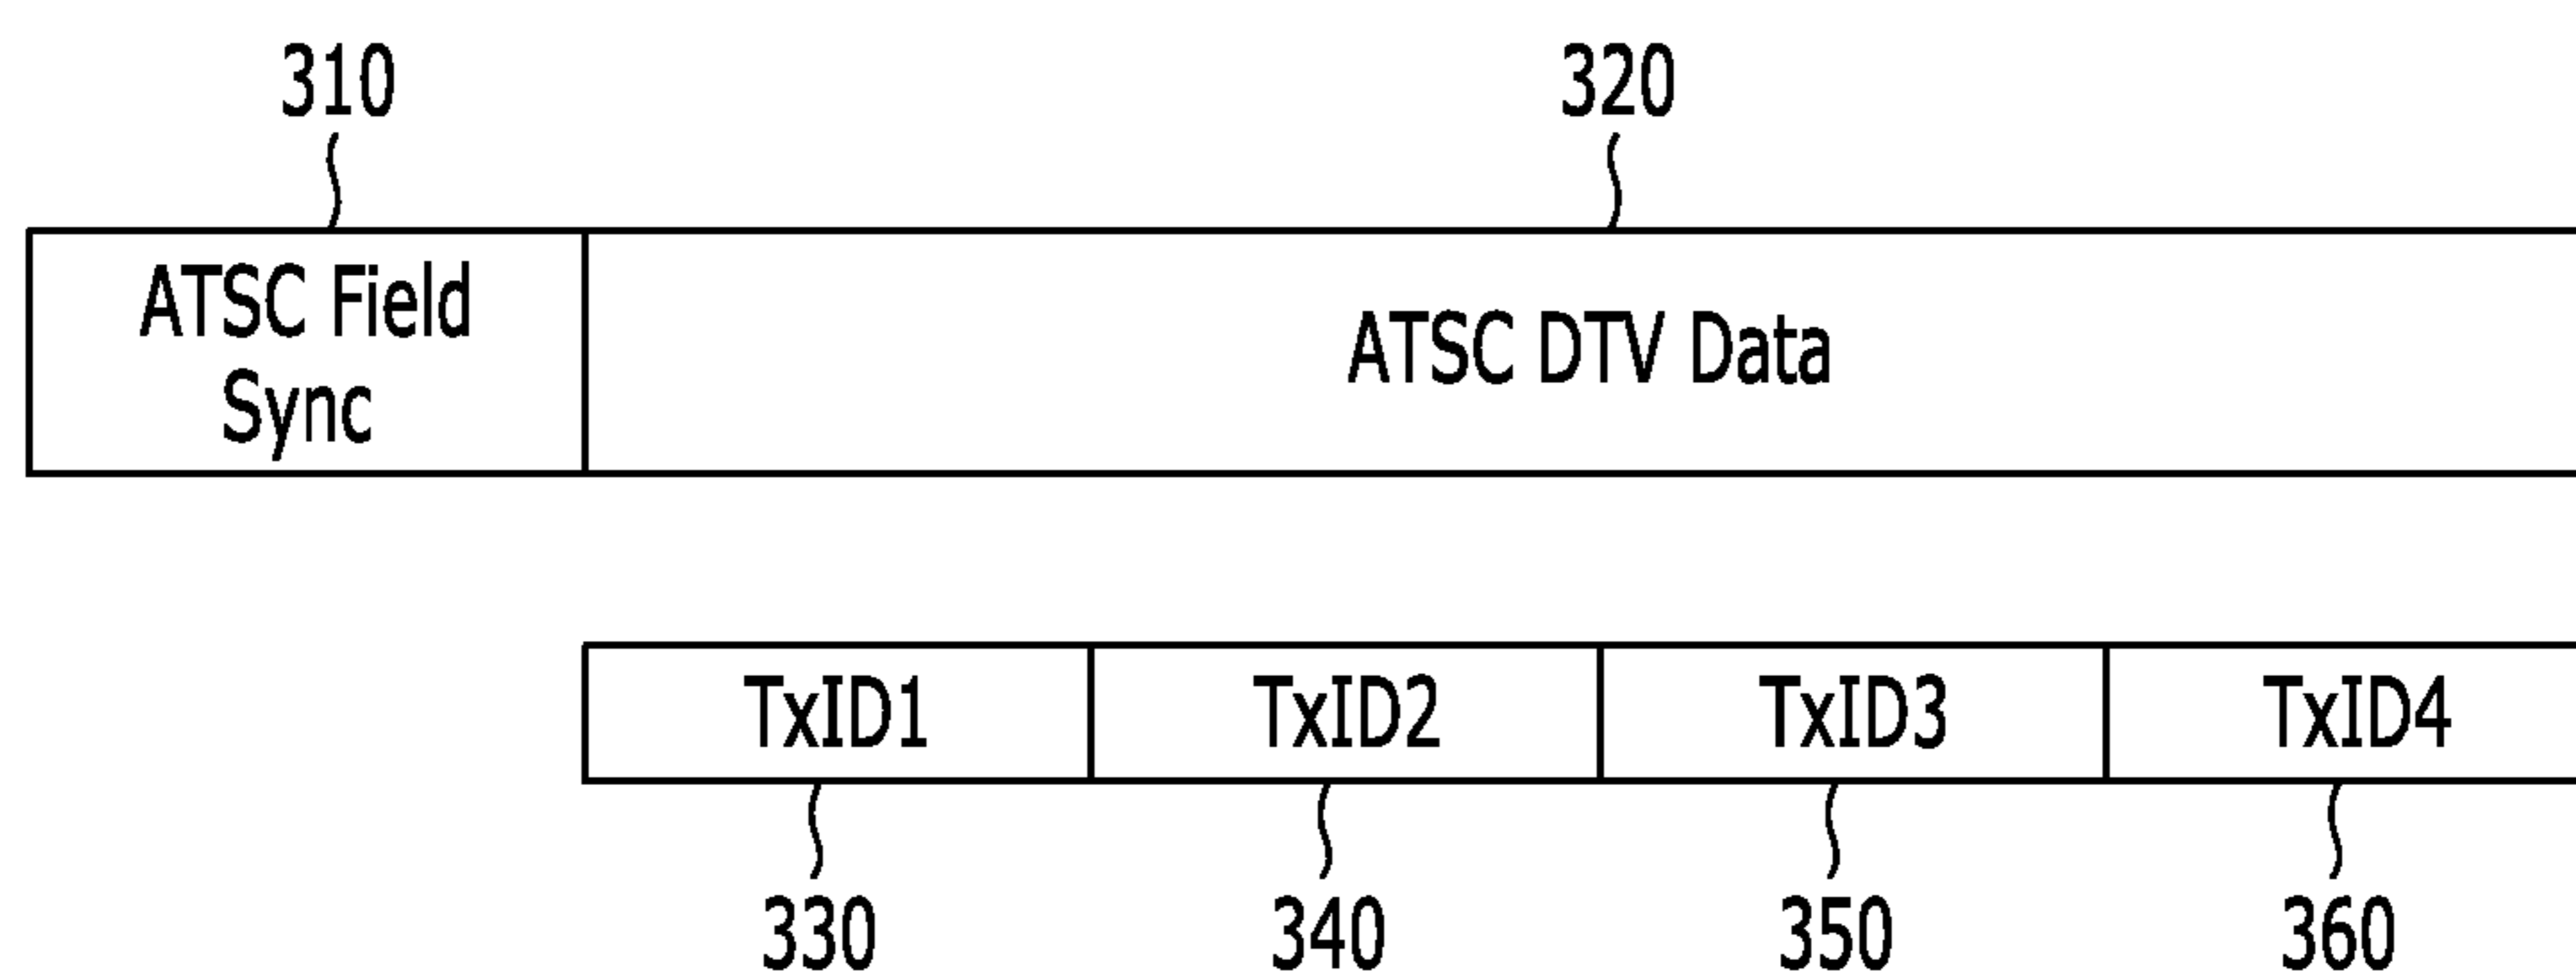 310
320
ATSC Field
Sync
ATSC DTV Data
TxID1
TxID2
TxID3
TxID4
330
340
350
360